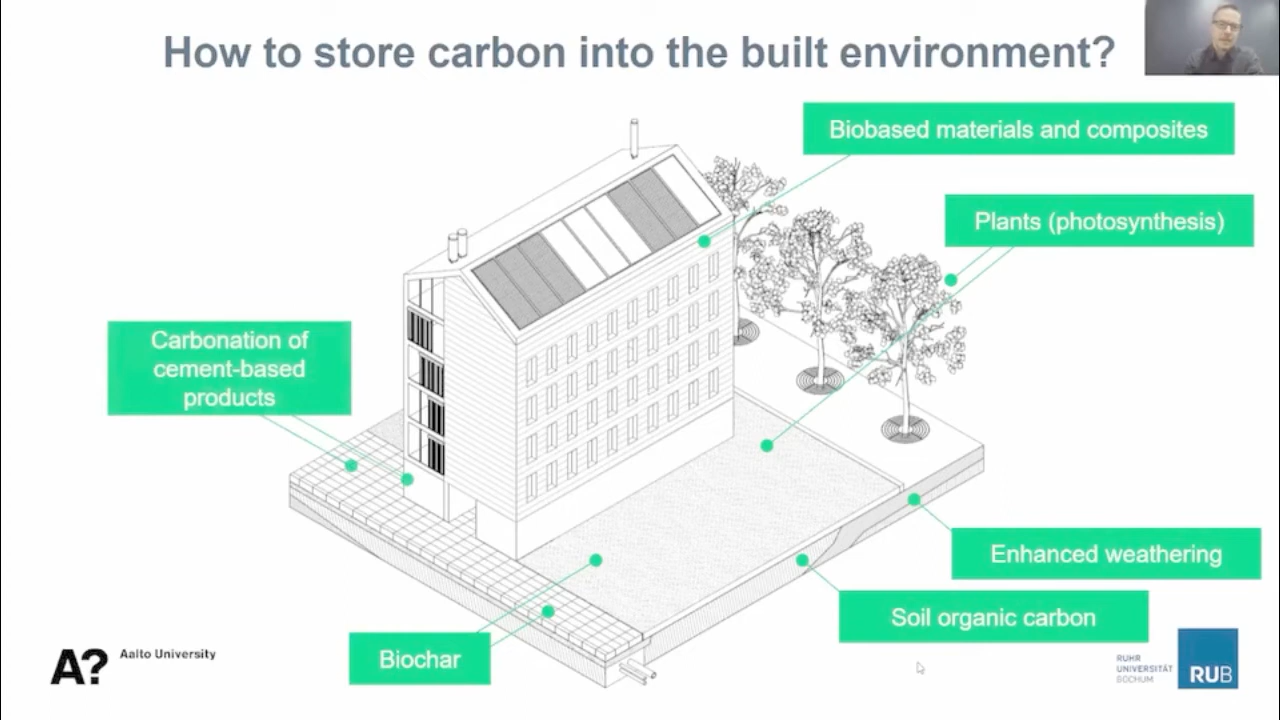 How to store carbon into the built environment?
Biobased materials and composites
Plants (photosynthesis)
Carbonation of
cement-based
products
Enhanced weathering
Soil organic carbon
Biochar
A? Aalto University
RUHR
UNIVERSITÄT
BOCHUM
RUB